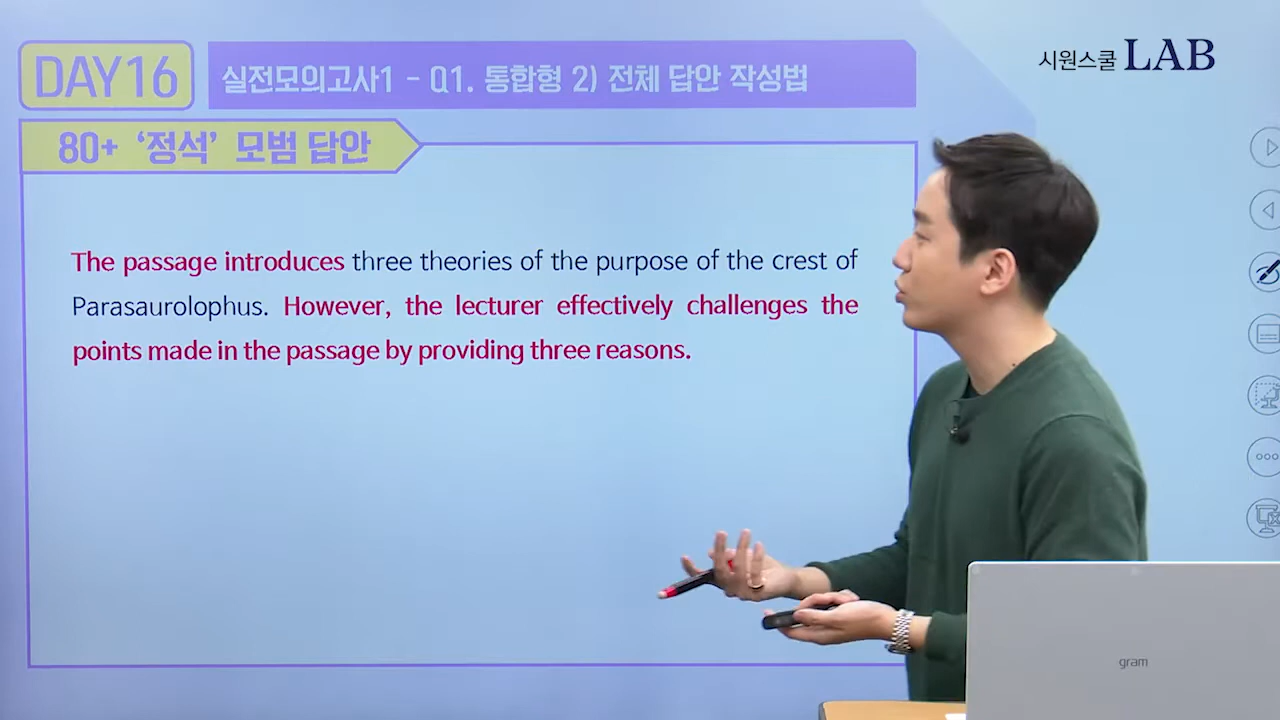 DAY16
실전모의고사1 - Q1. 통합형 2) 전체 답안 작성법
시원스쿨 LAB
80+ ‘정석’ 모범 답안
The passage introduces three theories of the purpose of the crest of
Parasaurolophus. However, the lecturer effectively challenges the
points made in the passage by providing three reasons.
gram